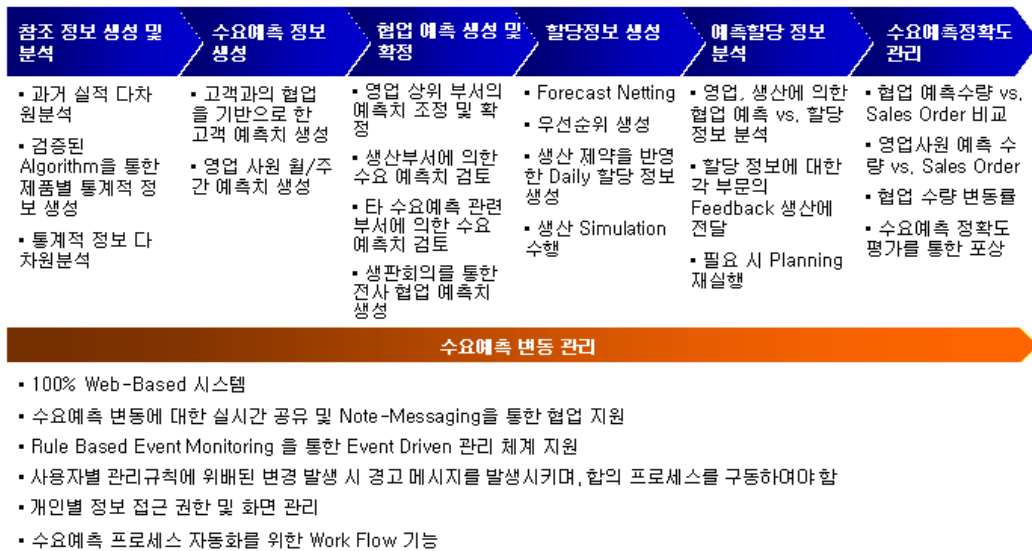 참조 정보 생성 및
분석
수요예측 정보
생성
협업 예측 생성 및
확정
할당정보 생성
예측할당 정보
분석
수요예측정확도
관리
▪ 과거 실적 다차
원분석
▪ 검증된
Algorithm을 통한
제품별 통계적 정
보 생성
▪ 통계적 정보 다
차원분석
▪ 고객과의 협업
을 기반으로 한
고객 예측치 생성
▪ 영업 사원 월/주
간 예측치 생성
▪ 영업 상위 부서의
예측치 조정 및 확
정
▪ 생산부서에 의한
수요 예측치 검토
▪ 타 수요예측 관련
부서에 의한 수요
예측치 검토
▪ 생판회의를 통한
전사 협업 예측치
생성
▪ Forecast Netting
▪ 우선순위 생성
▪ 생산 제약을 반영
한 Daily 할당 정보
생성
▪ 생산 Simulation
수행
▪ 영업, 생산에 의한
협업 예측 vs. 할당
정보 분석
▪ 할당 정보에 대한
각 부문의
Feedback 생산에
전달
▪ 필요 시 Planning
재실행
▪ 협업 예측수량 vs.
Sales Order 비교
▪ 영업사원 예측 수
량 vs. Sales Order
▪ 협업 수량 변동률
▪ 수요예측 정확도
평가를 통한 포상
수요예측 변동 관리
▪ 100% Web-Based 시스템
▪ 수요예측 변동에 대한 실시간 공유 및 Note-Messaging을 통한 협업 지원
▪ Rule Based Event Monitoring 을 통한 Event Driven 관리 체계 지원
▪ 사용자별 관리규칙에 위배된 변경 발생 시 경고 메시지를 발생시키며, 합의 프로세스를 구동하여야 함
▪ 개인별 정보 접근 권한 및 화면 관리
▪ 수요예측 프로세스 자동화를 위한 Work Flow 기능